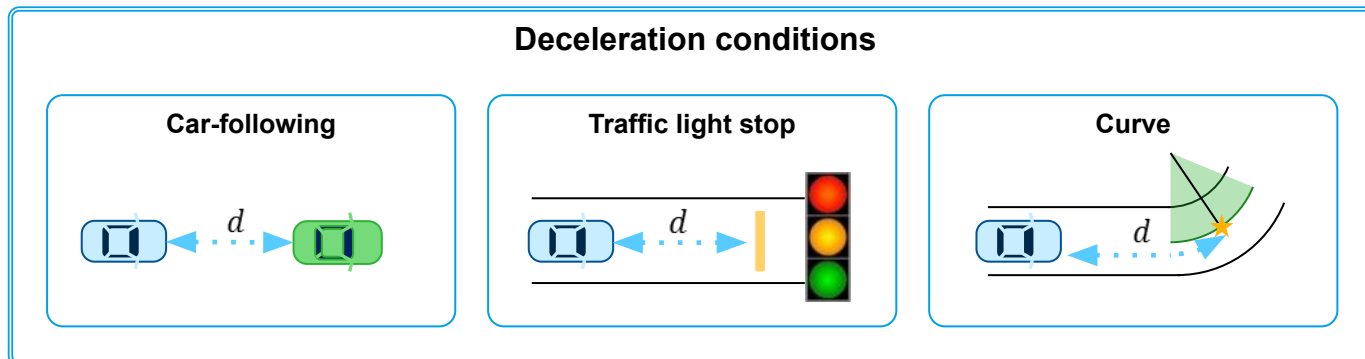 Deceleration conditions
Car-following
Traffic light stop
Curve
d
d
d